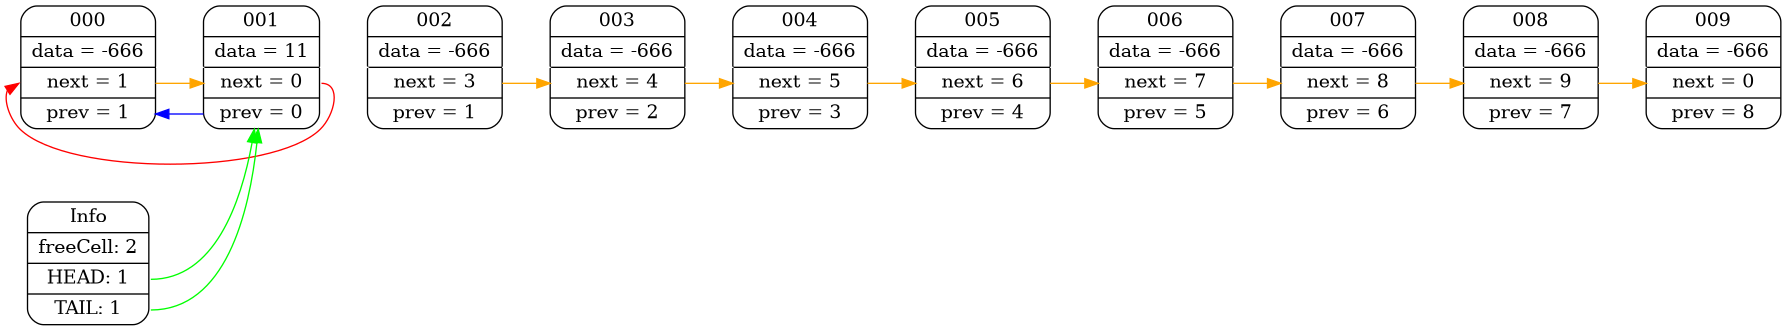 000
data = -666
next = 1
prev = 1
001
data = 11
next = 0
prev = 0
002
data = -666
next = 3
prev = 1
003
data = -666
next = 4
prev = 2
004
data = -666
next = 5
prev = 3
005
data = -666
next = 6
prev = 4
006
data = -666
next = 7
prev = 5
007
data = -666
next = 8
prev = 6
008
data = -666
next = 9
prev = 7
009
data = -666
next = 0
prev = 8
Info
freeCell: 2
HEAD: 1
TAIL: 1